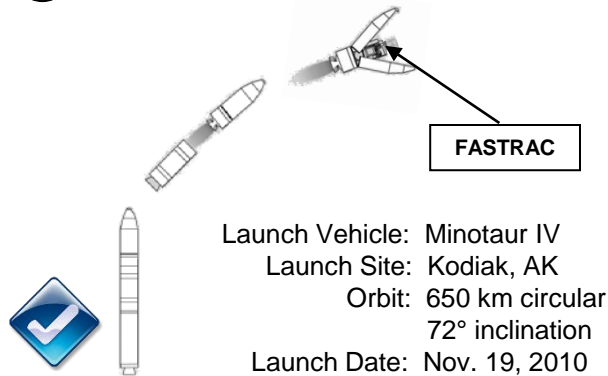 FASTRAC
Launch Vehicle: Minotaur IV
Launch Site: Kodiak, AK
Orbit: 650 km circular
72° inclination
Launch Date: Nov. 19, 2010